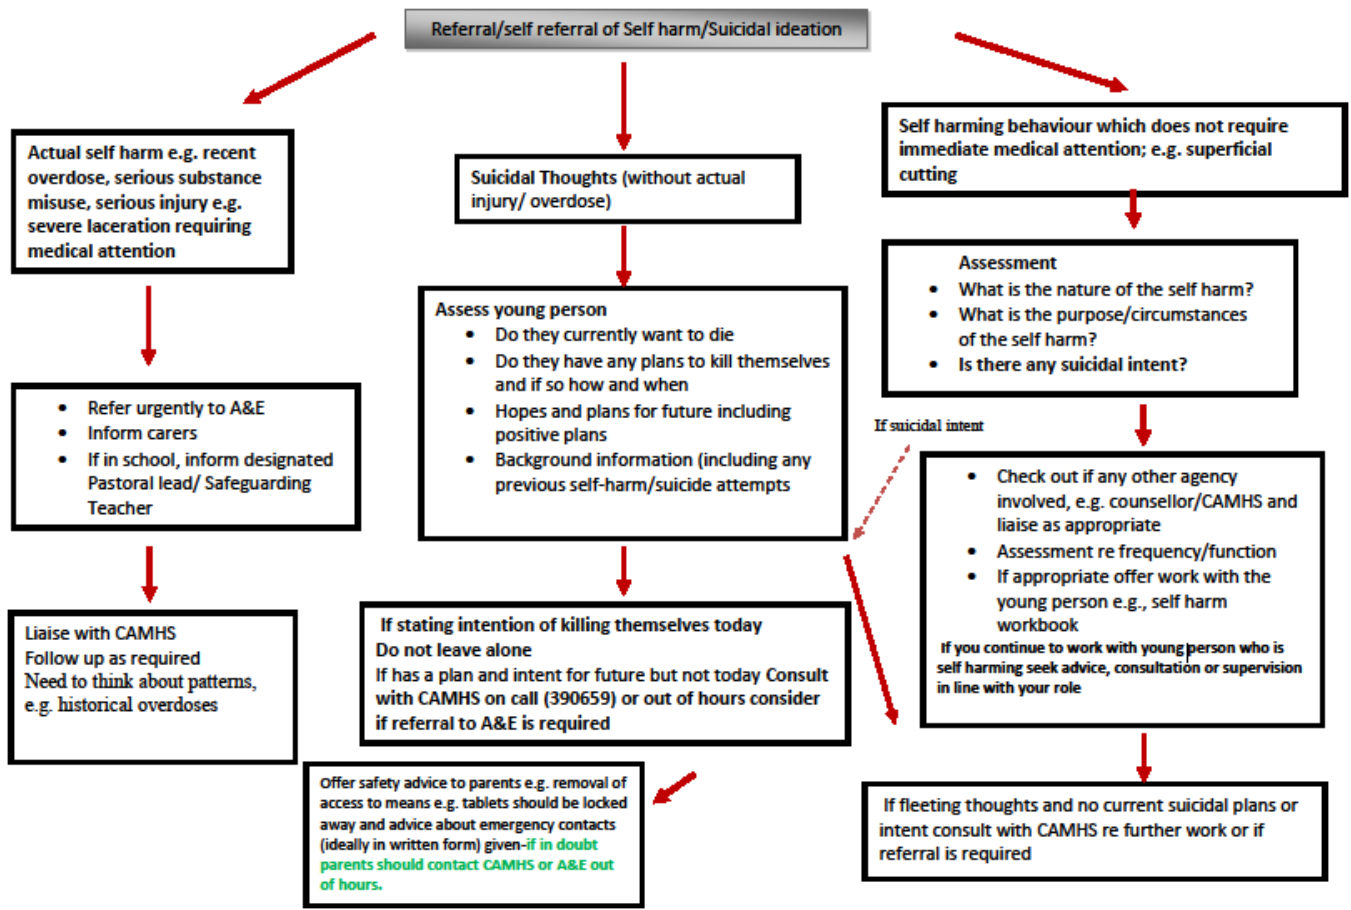 Referral/self referral of Self harm/Suicidal ideation
Actual self harm e.g. recent
overdose, serious substance
misuse, serious injury e.g.
severe laceration requiring
medical attention
Refer urgently to A&E
Inform carers
If in school, inform designated
Pastoral lead/ Safeguarding
Teacher
Liaise with CAMHS
Follow up as required
Need to think about patterns,
e.g. historical overdoses
Suicidal Thoughts (without actual
injury/ overdose)
Assess young person
Do they currently want to die
Do they have any plans to kill themselves
and if so how and when
Hopes and plans for future including
positive plans
Background information (including any
previous self-harm/suicide attempts
If stating intention of killing themselves today
Do not leave alone
If has a plan and intent for future but not today Consult
with CAMHS on call (390659) or out of hours consider
if referral to A&E is required
Offer safety advice to parents e.g. removal of
access to means e.g. tablets should be locked
away and advice about emergency contacts
(ideally in written form) given-if in doubt
parents should contact CAMHS or A&E out
of hours.
Self harming behaviour which does not require
immediate medical attention; e.g. superficial
cutting
Assessment
What is the nature of the self harm?
What is the purpose/circumstances
of the self harm?
Is there any suicidal intent?
If suicidal intent
Check out if any other agency
involved, e.g. counsellor/CAMHS and
liaise as appropriate
Assessment re frequency/function
If appropriate offer work with the
young person e.g., self harm
workbook
If you continue to work with young person who is
self harming seek advice, consultation or supervision
in line with your role
If fleeting thoughts and no current suicidal plans or
intent consult with CAMHS re further work or if
referral is required